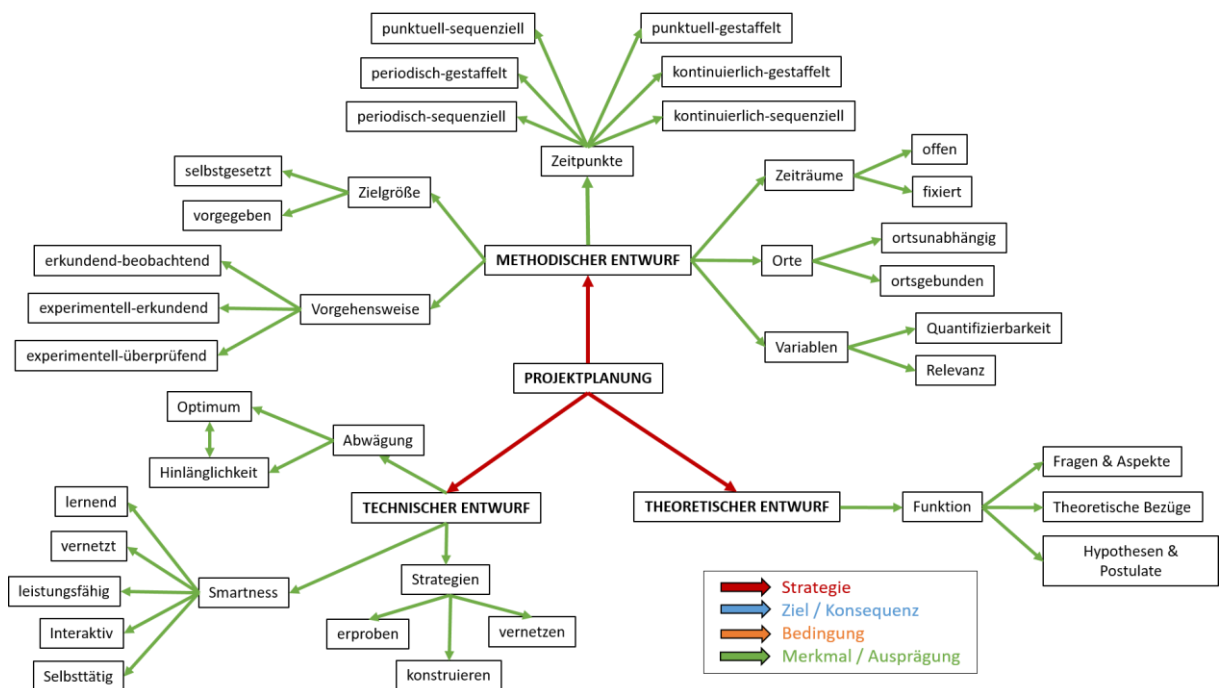 punktuell-sequenziell
punktuell-gestaffelt
periodisch-gestaffelt
kontinuierlich-gestaffelt
periodisch-sequenziell
kontinuierlich-sequenziell
Zeitpunkte
offen
selbstgesetzt
Zielgröße
Zeiträume
vorgegeben
fixiert
erkundend-beobachtend
METHODISCHER ENTWURF
Orte
ortsunabhängig
ortsgebunden
experimentell-erkundend
Vorgehensweise
Quantifizierbarkeit
experimentell-überprüfend
Variablen
Relevanz
PROJEKTPLANUNG
Optimum
Abwägung
Hinlänglichkeit
Fragen & Aspekte
lernend
TECHNISCHER ENTWURF
THEORETISCHER ENTWURF
Funktion
Theoretische Bezüge
vernetzt
Hypothesen &
Postulate
leistungsfähig
Smartness
Strategien
Interaktiv
erproben
vernetzen
Selbsttätig
konstruieren
Strategie
Ziel / Konsequenz
Bedingung
Merkmal / Ausprägung